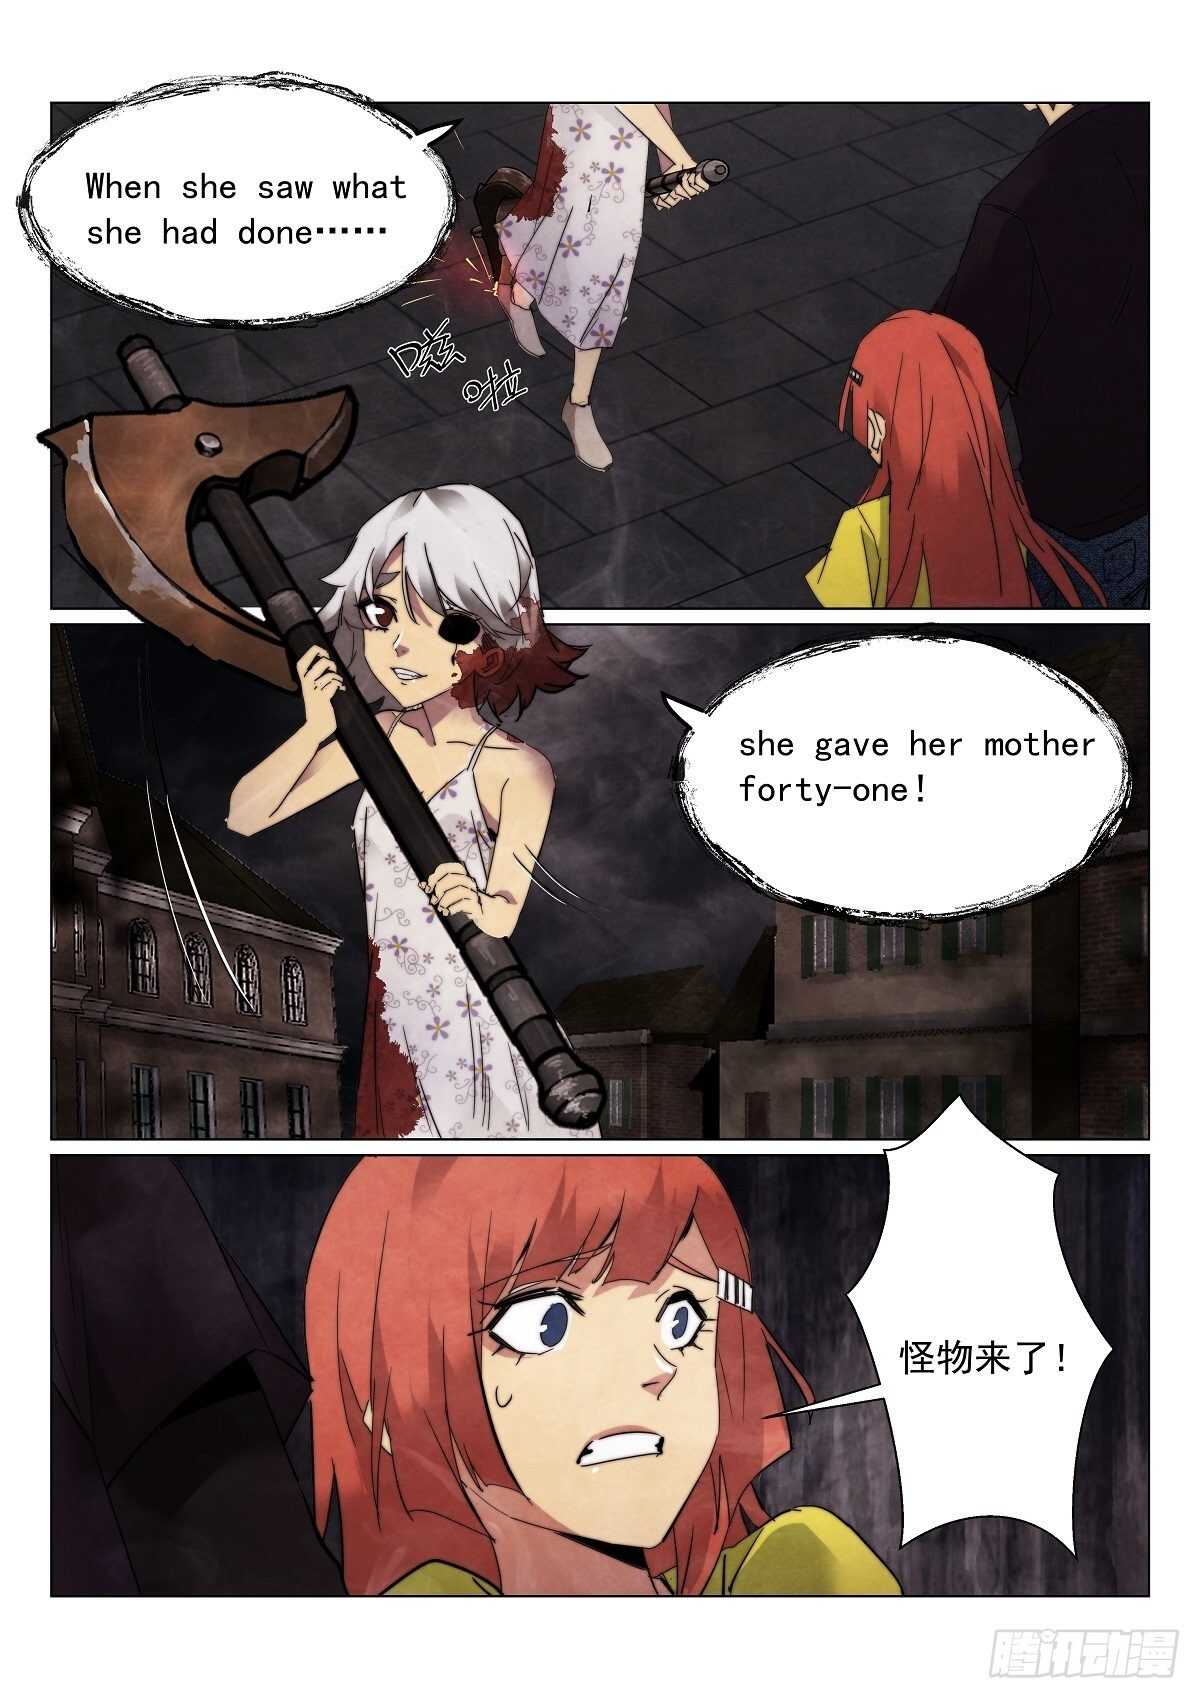 When she saw what
she had done……
嗞
啦
she gave her mother
forty-one!
怪物来了!
腾讯动漫